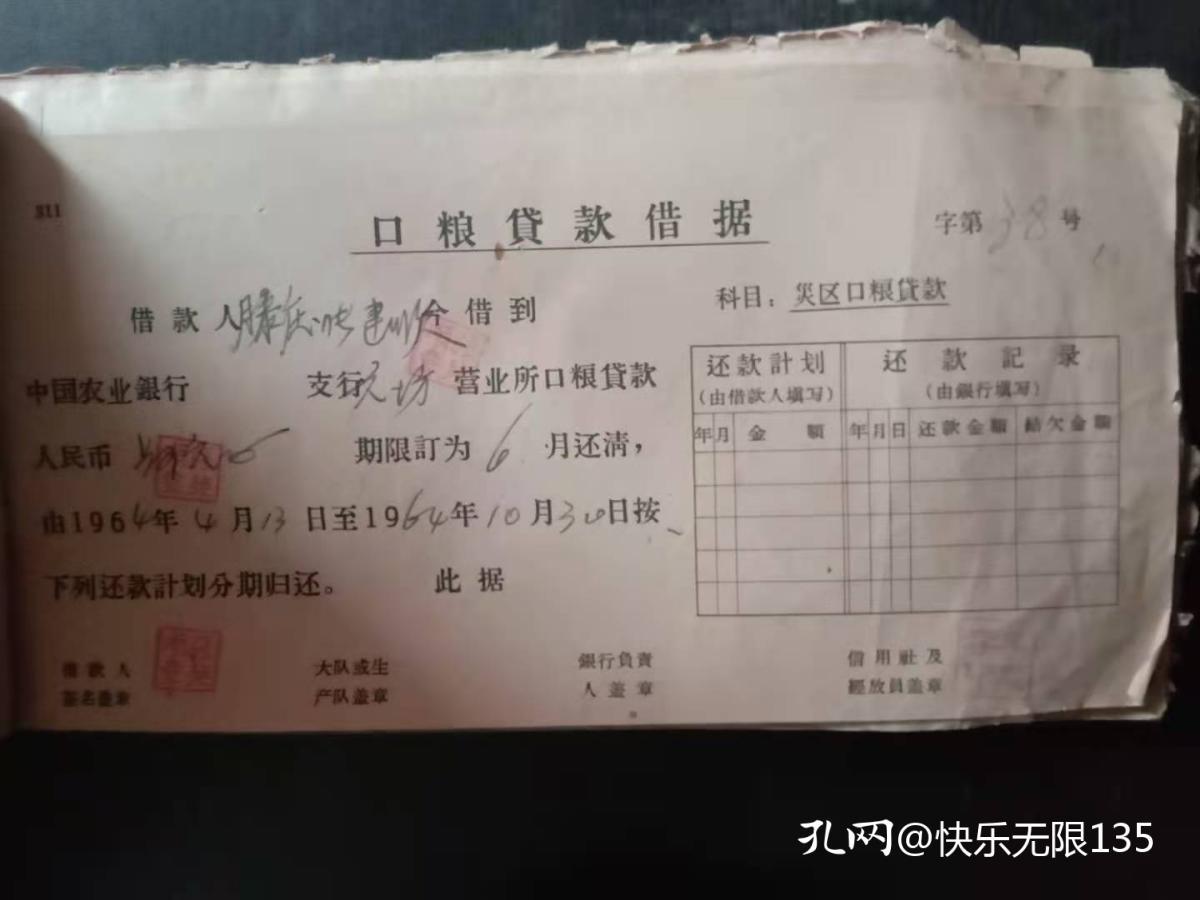 311
口粮貸款借据
字第38号
借款人 今借到
科目：災区口粮貸款
中国农业銀行 支行 坊 营业所口粮貸款
人民币 期限訂为6月还清，
由1964年4月13日至1964年10月30日按
下列还款計划分期归还。 此据
还款計划 还款記录
(由借款人填写) (由銀行填写)
年月 金額 年月日 还款金額 結欠金額
借款人 大队或生 銀行負責 信用社及
签名盖章 产队盖章 人盖章 經放員盖章
孔网@快乐无限135